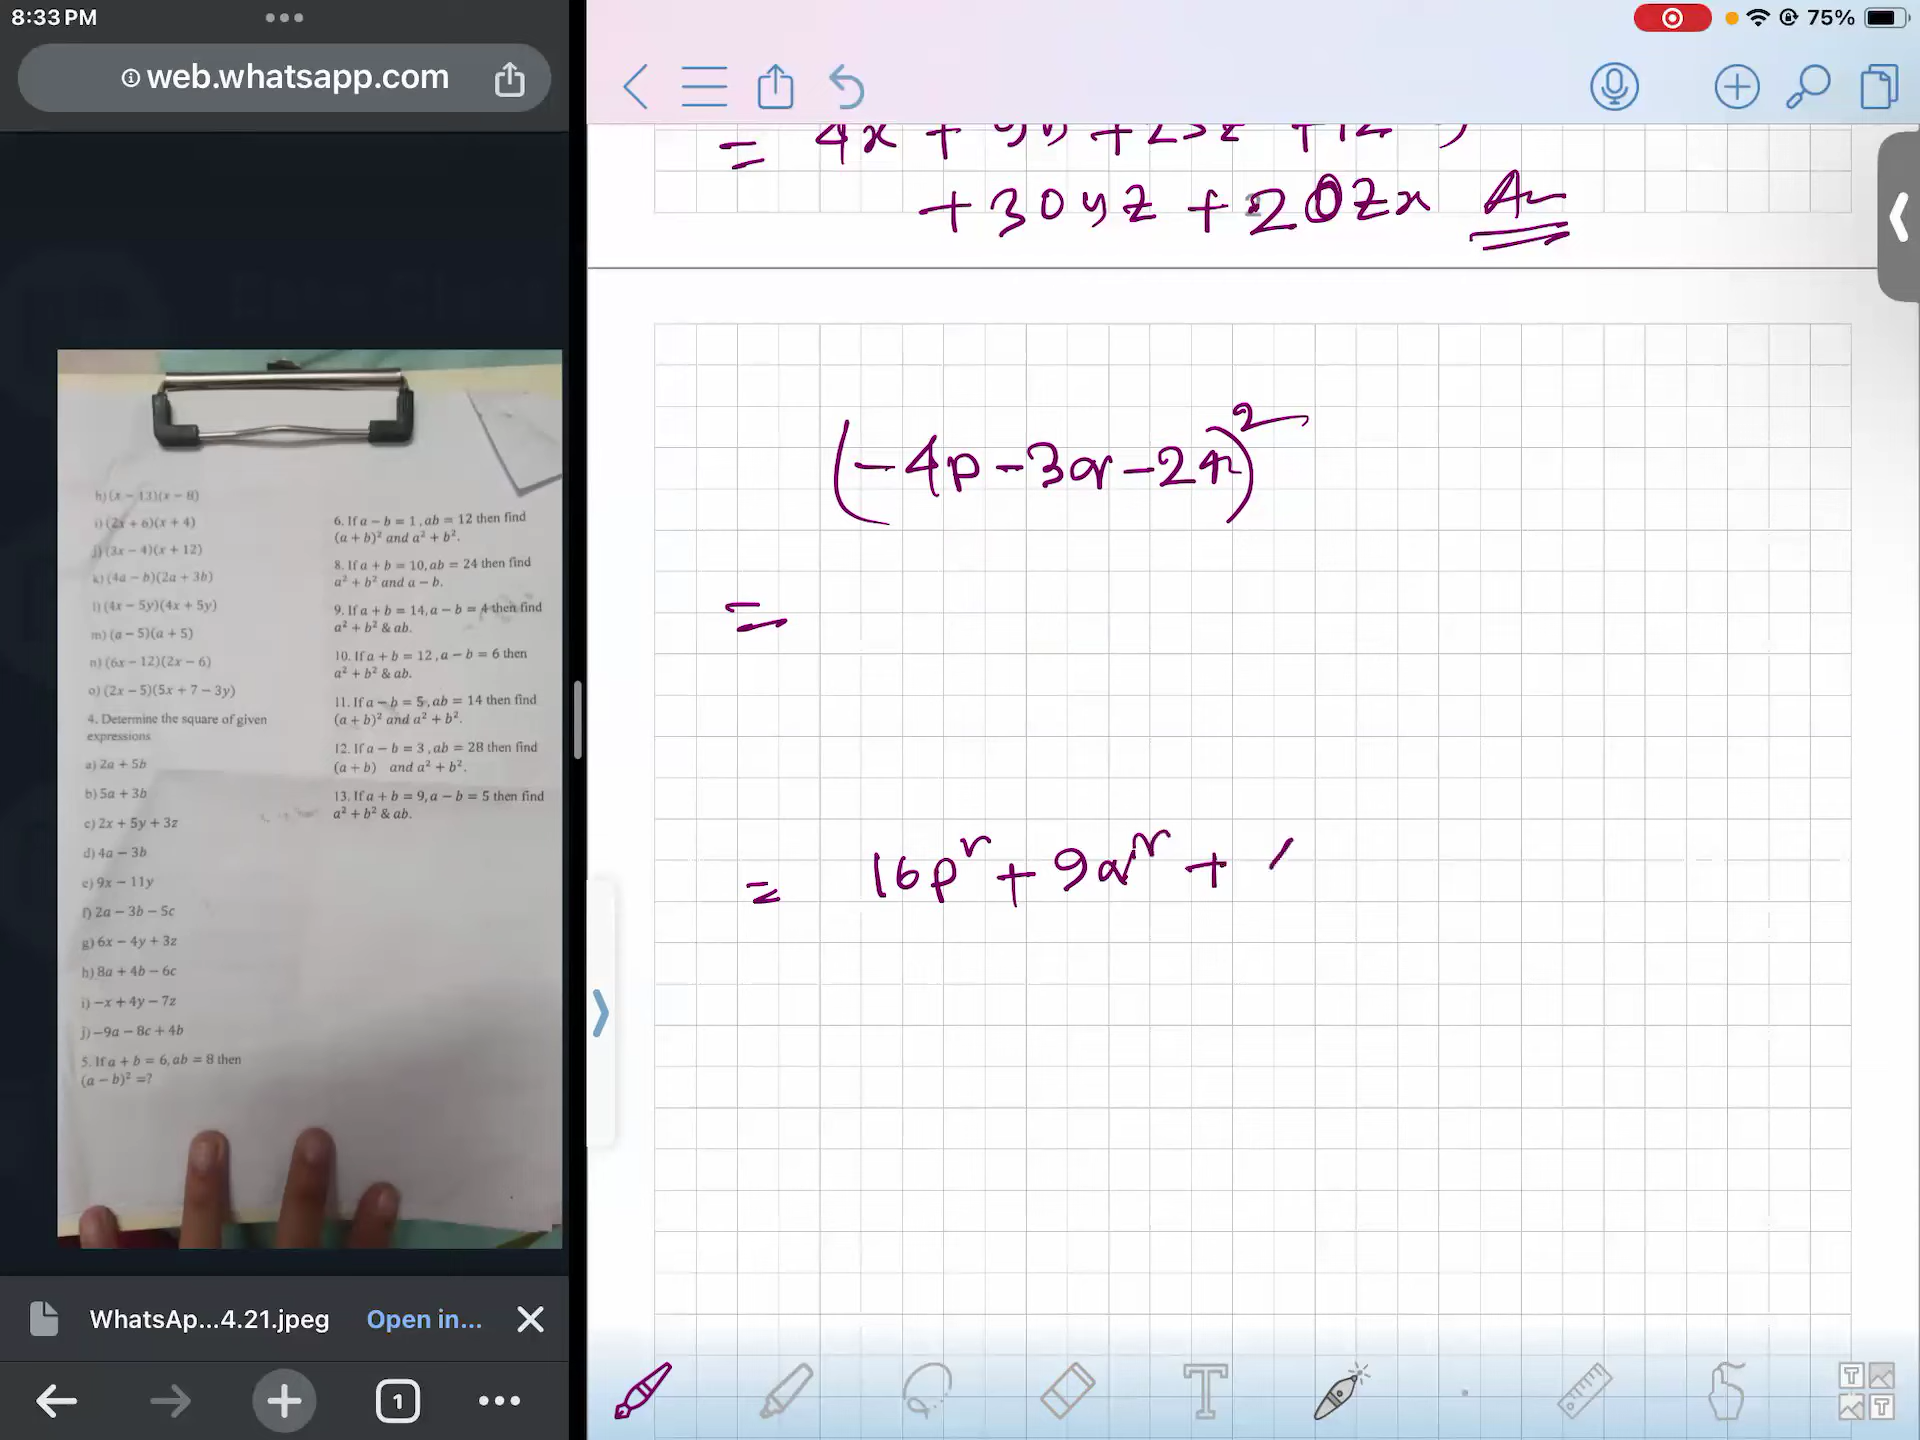 8:33 PM
75%
web.whatsapp.com
h) (x − 13)(x − 8)
i) (2x + 6)(x + 4)
j) (3x − 4)(x + 12)
k) (4a − b)(2a + 3b)
l) (4x − 5y)(4x + 5y)
m) (a − 5)(a + 5)
n) (6x − 12)(2x − 6)
o) (2x − 5)(5x + 7 − 3y)
4. Determine the square of given
expressions
a) 2a + 5b
b) 5a + 3b
c) 2x + 5y + 3z
d) 4a − 3b
e) 9x − 11y
f) 2a − 3b − 5c
g) 6x − 4y + 3z
h) 8a + 4b − 6c
i) −x + 4y − 7z
j) −9a − 8c + 4b
5. If a + b = 6, ab = 8 then
(a − b)² =?
6. If a − b = 1, ab = 12 then find
(a + b)² and a² + b².
8. If a + b = 10, ab = 24 then find
a² + b² and a − b.
9. If a + b = 14, a − b = 4 then find
a² + b² & ab.
10. If a + b = 12, a − b = 6 then
a² + b² & ab.
11. If a − b = 5, ab = 14 then find
(a + b)² and a² + b².
12. If a − b = 3, ab = 28 then find
(a + b) and a² + b².
13. If a + b = 9, a − b = 5 then find
a² + b² & ab.
WhatsAp...4.21.jpeg
Open in...
1
+ 30yz + 20zx
(−4p − 3q − 2r)²
=
= 16p² + 9q² +
T